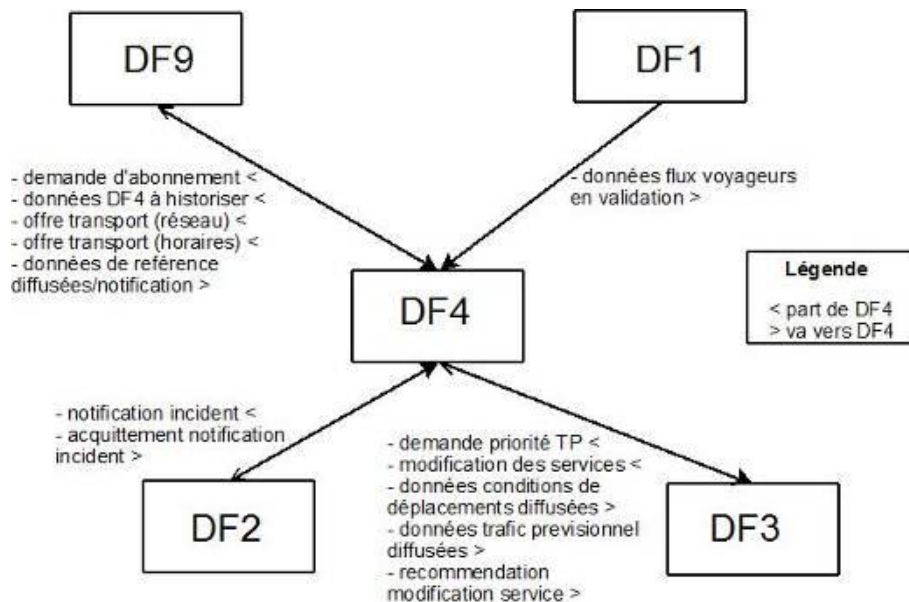 DF9
DF1
- demande d'abonnement <
- données DF4 à historiser <
- offre transport (réseau) <
- offre transport (horaires) <
- données de reférence
diffusées/notification >
- données flux voyageurs
en validation >
DF4
Légende
< part de DF4
> va vers DF4
- notification incident <
- acquittement notification
incident >
- demande priorité TP <
- modification des services <
- données conditions de
déplacements diffusées >
- données trafic previsionnel
diffusées >
- recommendation
modification service >
DF2
DF3